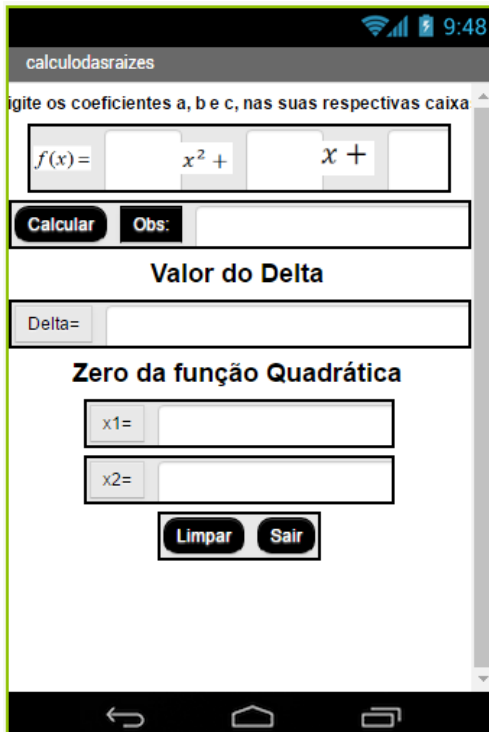 9:48
calculodasraizes
igite os coeficientes a, b e c, nas suas respectivas caixa
f(x) = x² + x +
Calcular Obs:
Valor do Delta
Delta=
Zero da função Quadrática
x1=
x2=
Limpar Sair